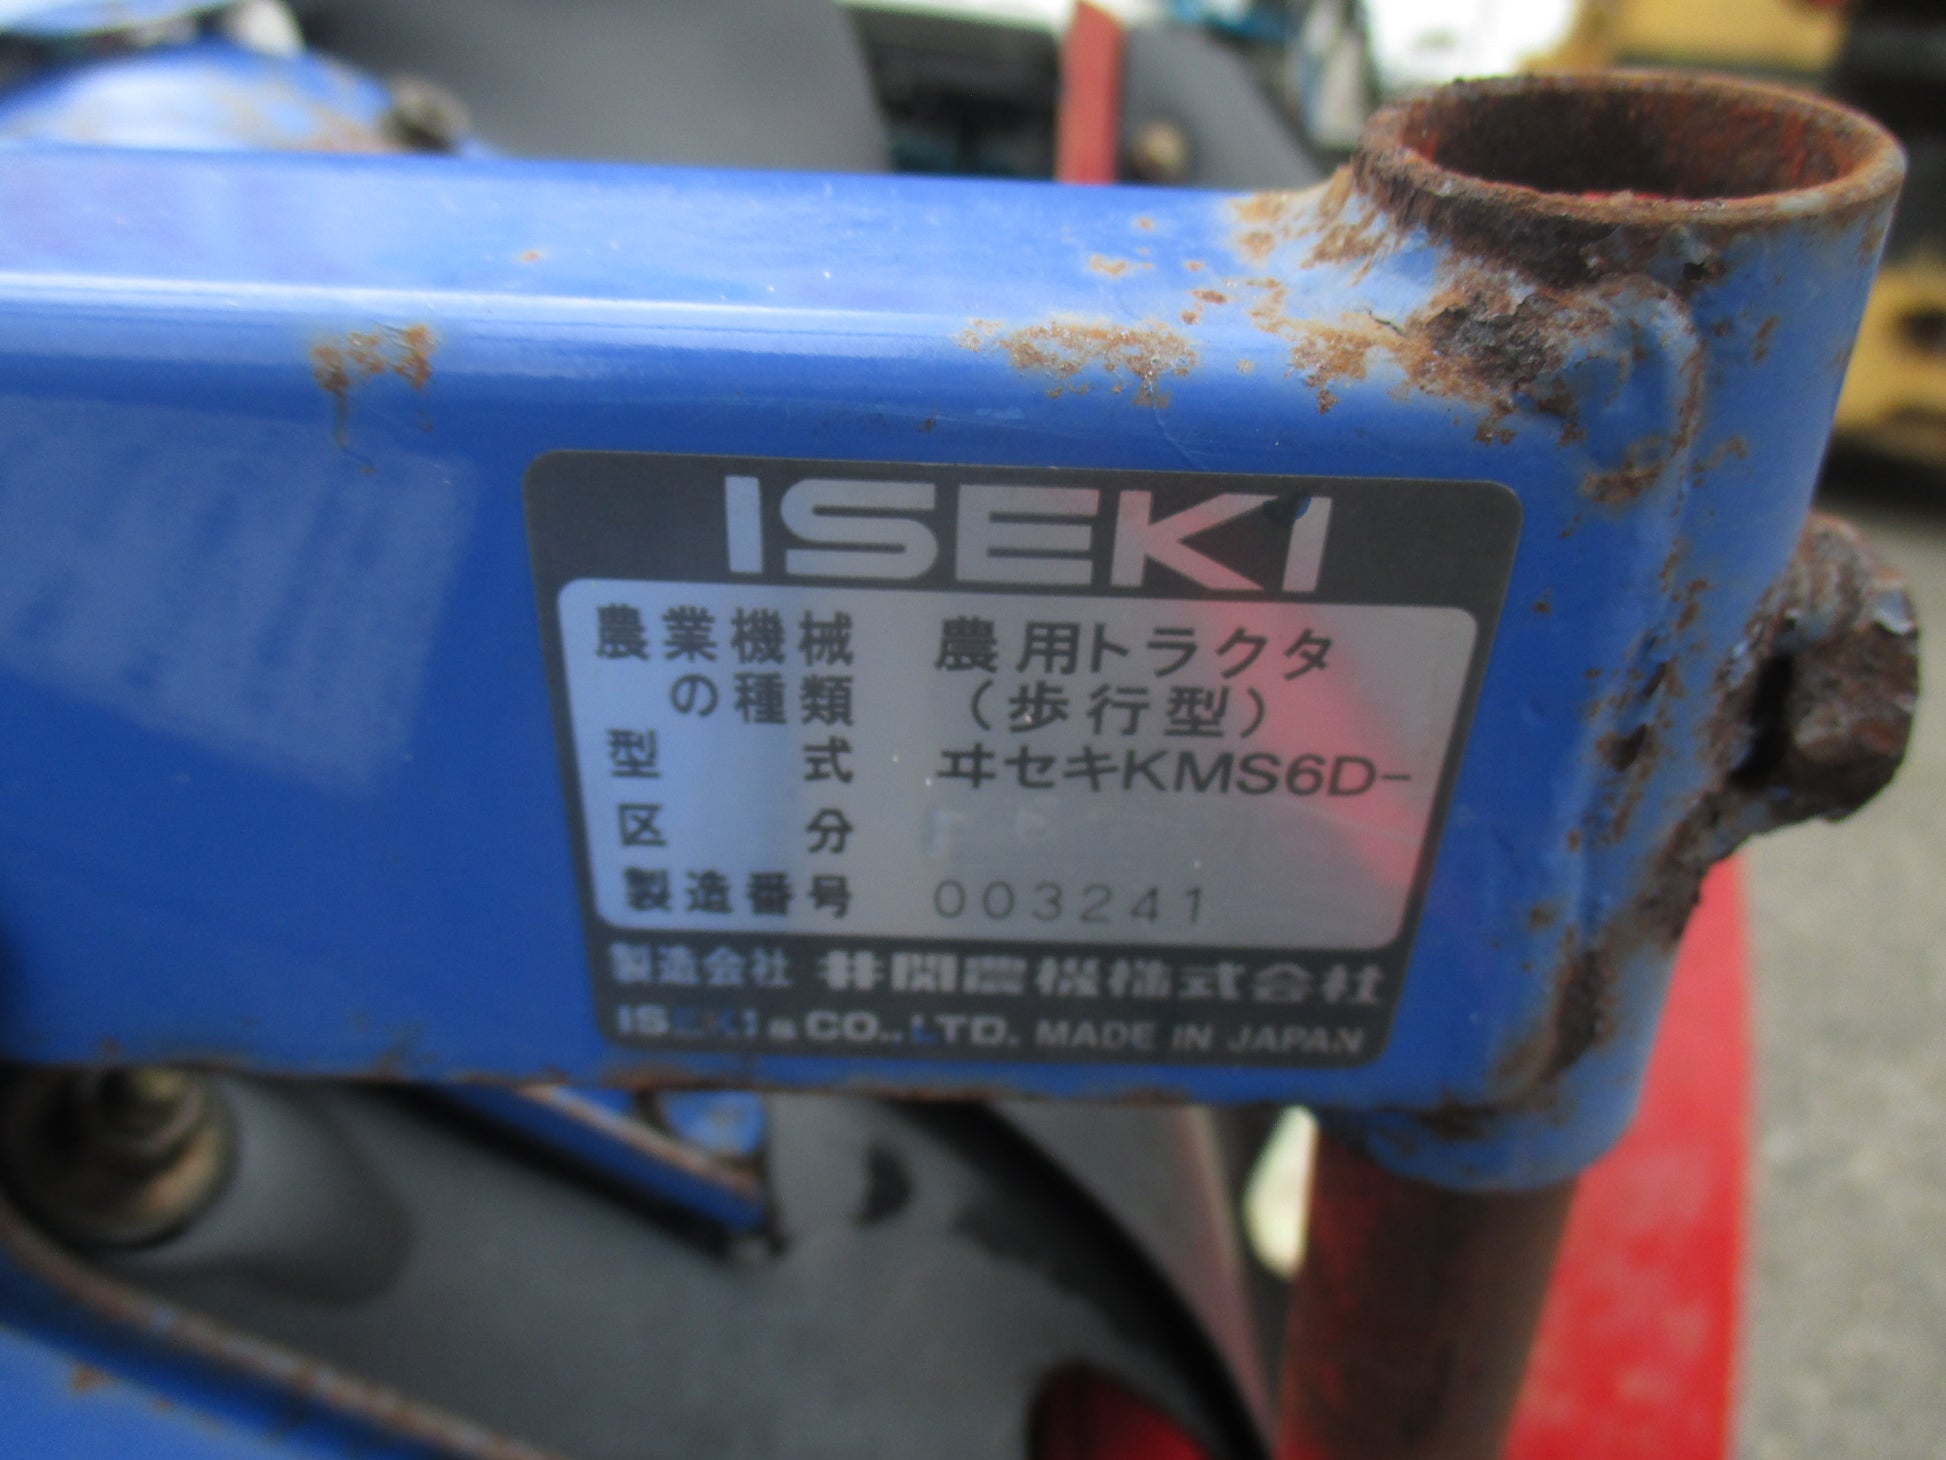 ISEKI
農業機械の種類 農用トラクタ(歩行型)
型式 ヰセキKMS6D-
区分
製造番号 003241
製造会社 井関農機株式会社
ISEKI & CO.,LTD. MADE IN JAPAN